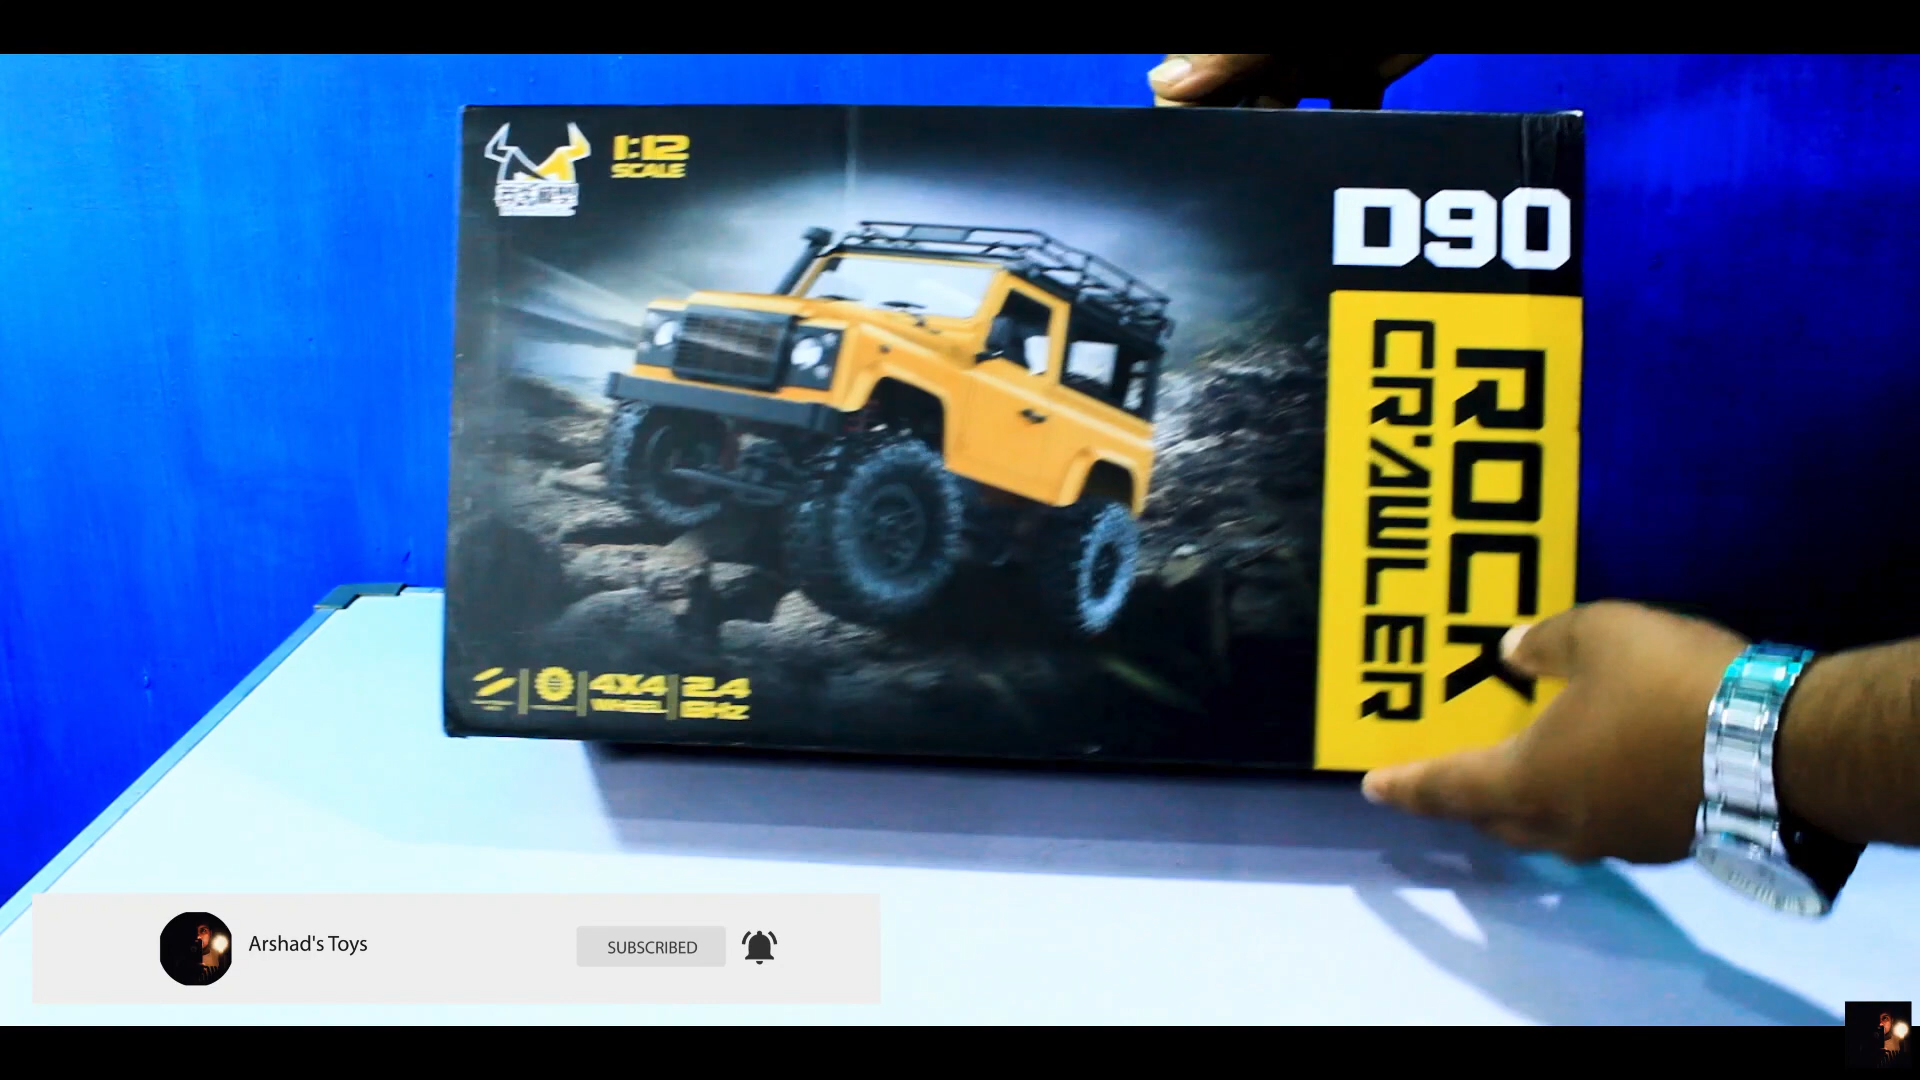 1:12
SCALE
D90
ROCK
CRAWLER
4X4
WHEEL
2.4
GHz
Arshad's Toys
SUBSCRIBED